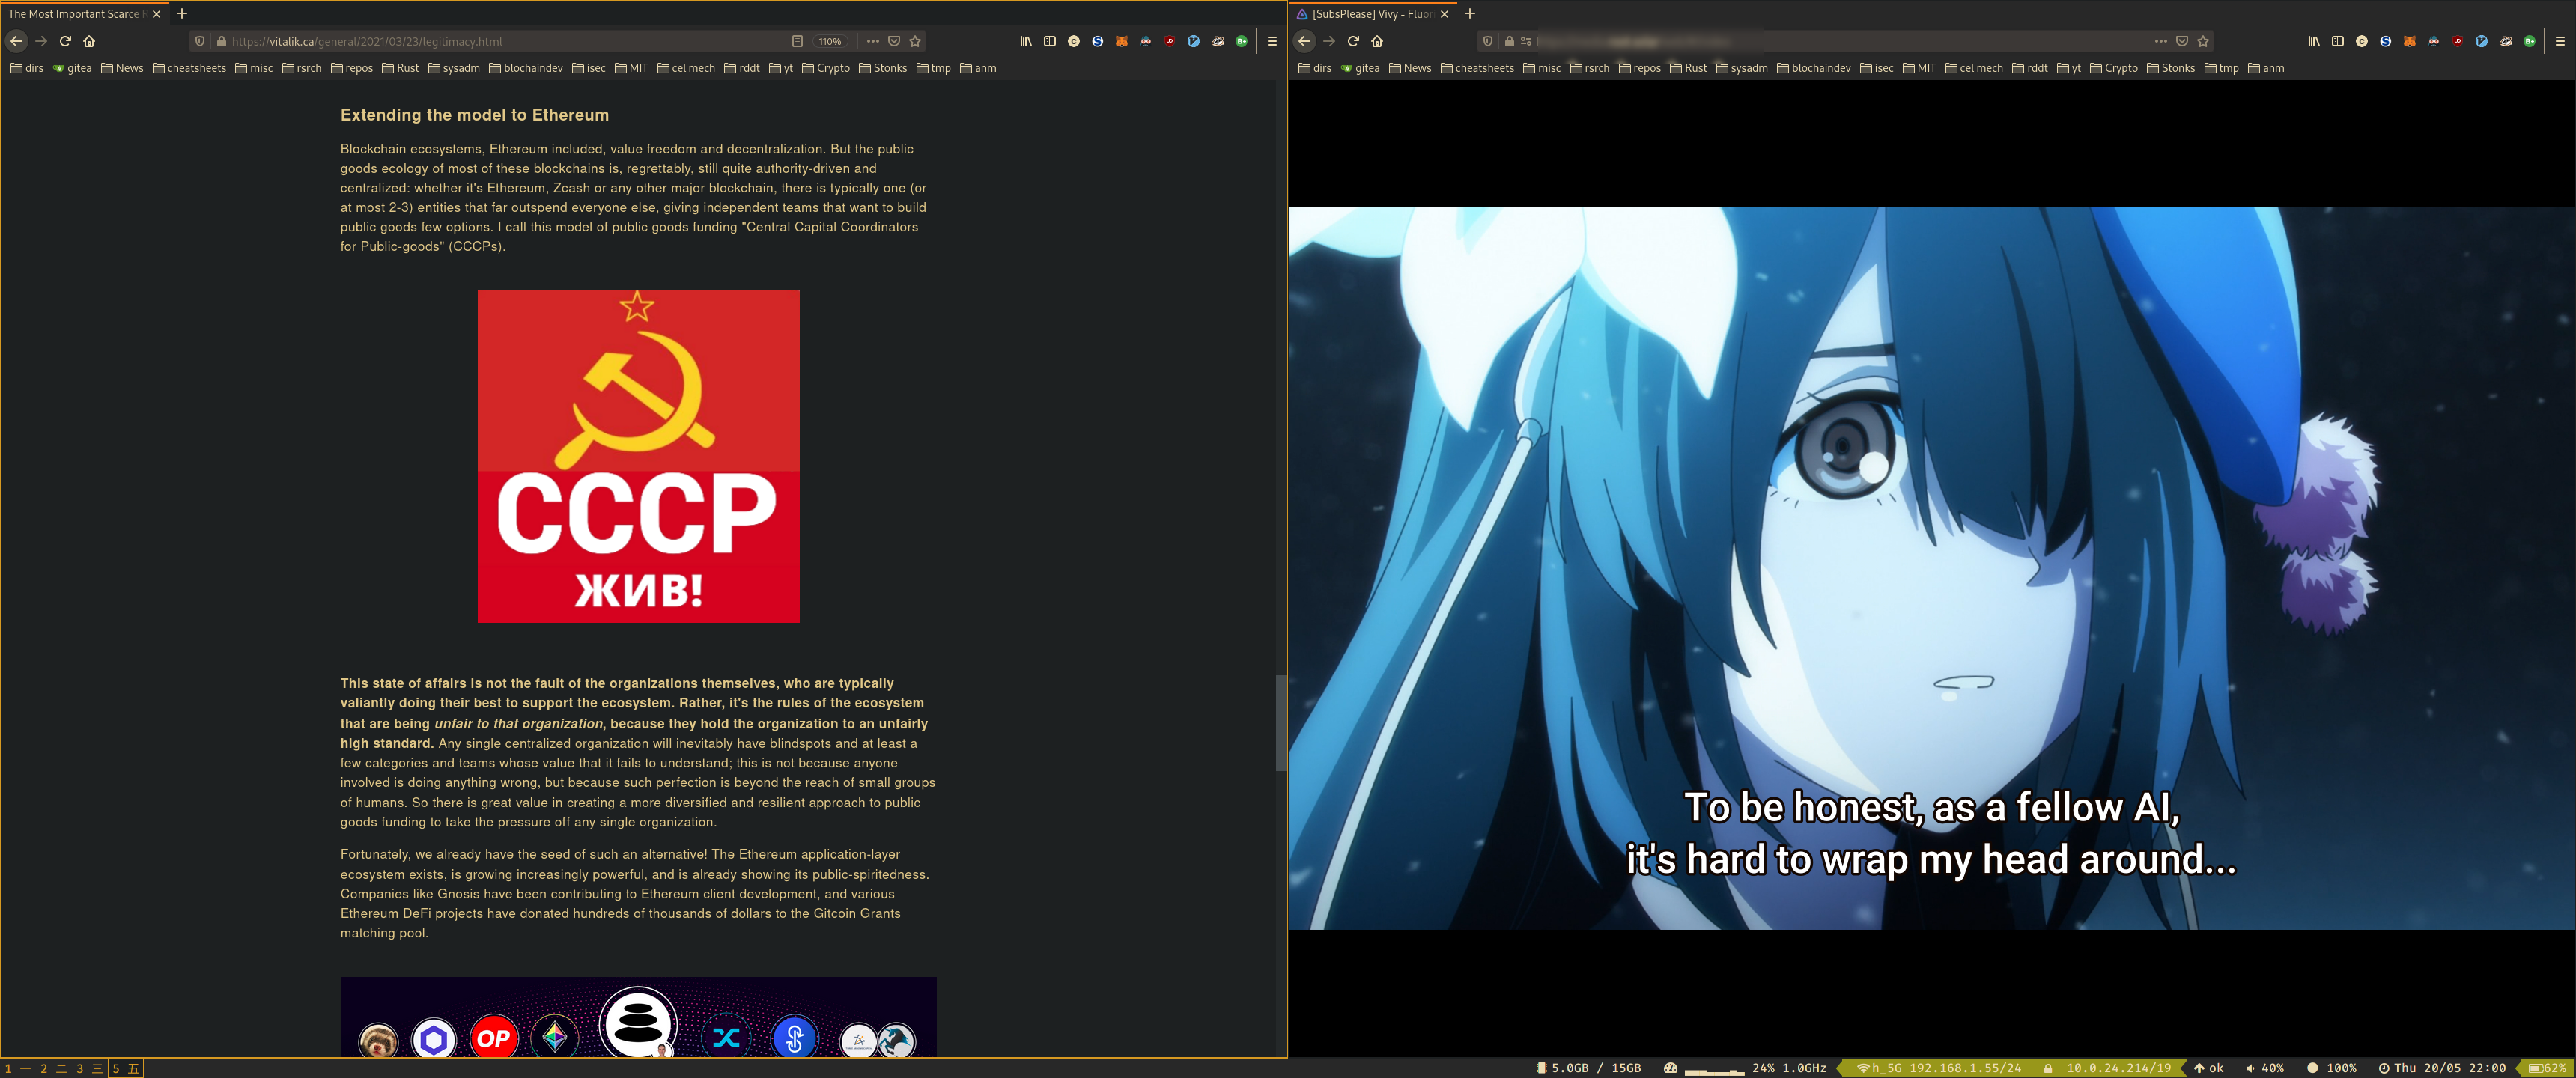 The Most Important Scarce R
https://vitalik.ca/general/2021/03/23/legitimacy.html
110%
dirs gitea News cheatsheets misc rsrch repos Rust sysadm blochaindev isec MIT cel mech rddt yt Crypto Stonks tmp anm
Extending the model to Ethereum
Blockchain ecosystems, Ethereum included, value freedom and decentralization. But the public
goods ecology of most of these blockchains is, regrettably, still quite authority-driven and
centralized: whether it's Ethereum, Zcash or any other major blockchain, there is typically one (or
at most 2-3) entities that far outspend everyone else, giving independent teams that want to build
public goods few options. I call this model of public goods funding "Central Capital Coordinators
for Public-goods" (CCCPs).
СССР
ЖИВ!
This state of affairs is not the fault of the organizations themselves, who are typically
valiantly doing their best to support the ecosystem. Rather, it's the rules of the ecosystem
that are being unfair to that organization, because they hold the organization to an unfairly
high standard. Any single centralized organization will inevitably have blindspots and at least a
few categories and teams whose value that it fails to understand; this is not because anyone
involved is doing anything wrong, but because such perfection is beyond the reach of small groups
of humans. So there is great value in creating a more diversified and resilient approach to public
goods funding to take the pressure off any single organization.
Fortunately, we already have the seed of such an alternative! The Ethereum application-layer
ecosystem exists, is growing increasingly powerful, and is already showing its public-spiritedness.
Companies like Gnosis have been contributing to Ethereum client development, and various
Ethereum DeFi projects have donated hundreds of thousands of dollars to the Gitcoin Grants
matching pool.
OP
[SubsPlease] Vivy - Fluor
dirs gitea News cheatsheets misc rsrch repos Rust sysadm blochaindev isec MIT cel mech rddt yt Crypto Stonks tmp anm
To be honest, as a fellow AI,
it's hard to wrap my head around...
1 一 2 二 3 三 5 五
5.0GB / 15GB 24% 1.0GHz h_5G 192.168.1.55/24 10.0.24.214/19 ok 40% 100% Thu 20/05 22:00 62%